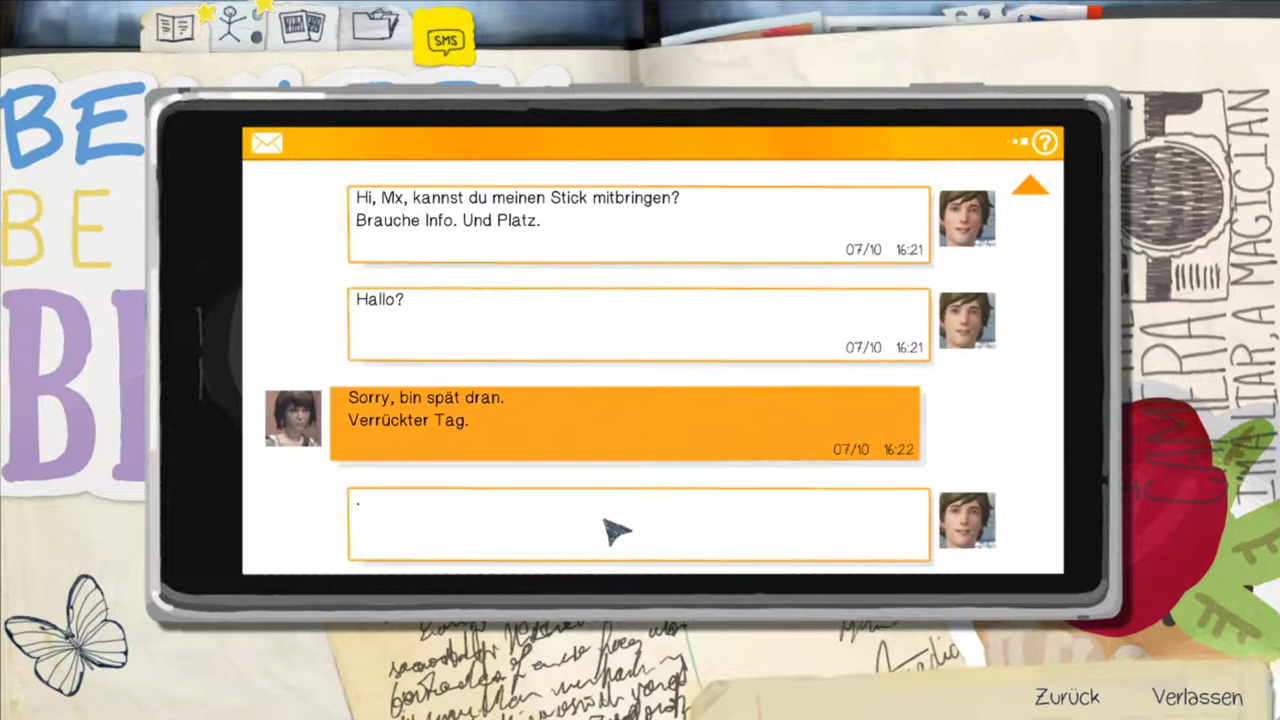 SMS
BE
BE
Hi, Mx, kannst du meinen Stick mitbringen?
Brauche Info. Und Platz.
07/10 16:21
Hallo?
07/10 16:21
Sorry, bin spät dran.
Verrückter Tag.
07/10 16:22
.
CAMERA
TAR, A MAGICIAN
Zurück Verlassen